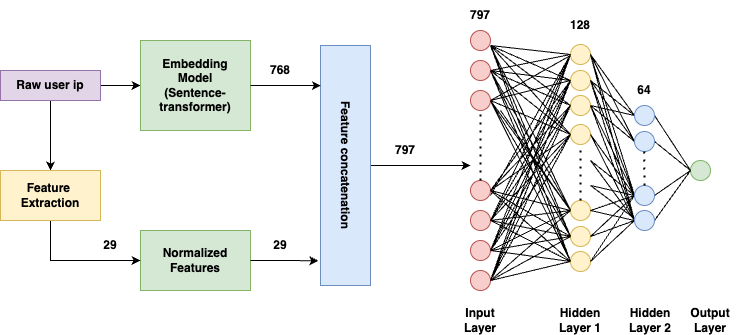 797
128
Embedding
Model
(Sentence-
transformer)
768
Raw user ip
64
Feature concatenation
797
Feature
Extraction
29
Normalized
Features
29
Input
Layer
Hidden
Layer 1
Hidden
Layer 2
Output
Layer